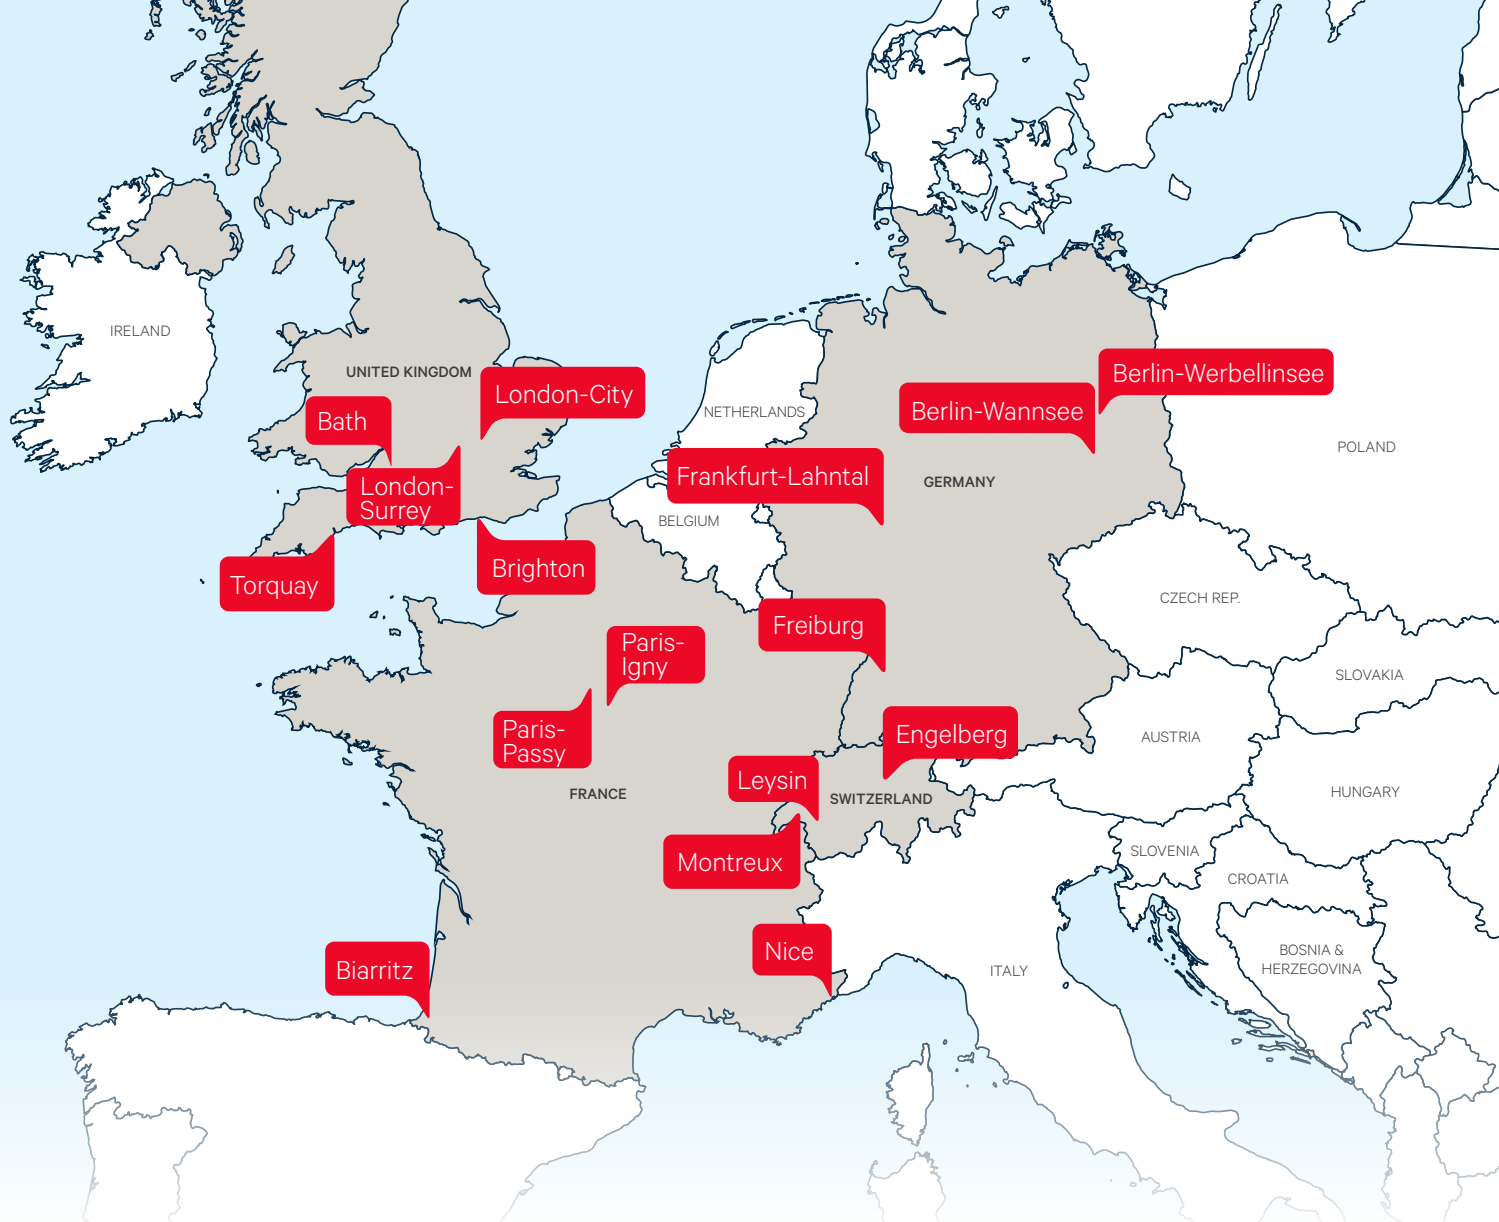 IRELAND
UNITED KINGDOM
London-City
Bath
London-
Surrey
Torquay
Brighton
NETHERLANDS
BELGIUM
Berlin-Werbellinsee
Berlin-Wannsee
Frankfurt-Lahntal
GERMANY
POLAND
Freiburg
CZECH REP.
SLOVAKIA
Paris-
Igny
Paris-
Passy
FRANCE
Engelberg
Leysin
SWITZERLAND
Montreux
AUSTRIA
HUNGARY
SLOVENIA
CROATIA
BOSNIA &
HERZEGOVINA
Nice
ITALY
Biarritz